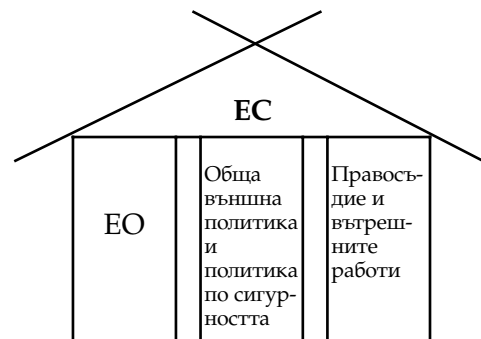 ЕС
ЕО
Обща
външна
политика
и
политика
по сигур-
ността
Правосъ-
дие и
вътреш-
ните
работи